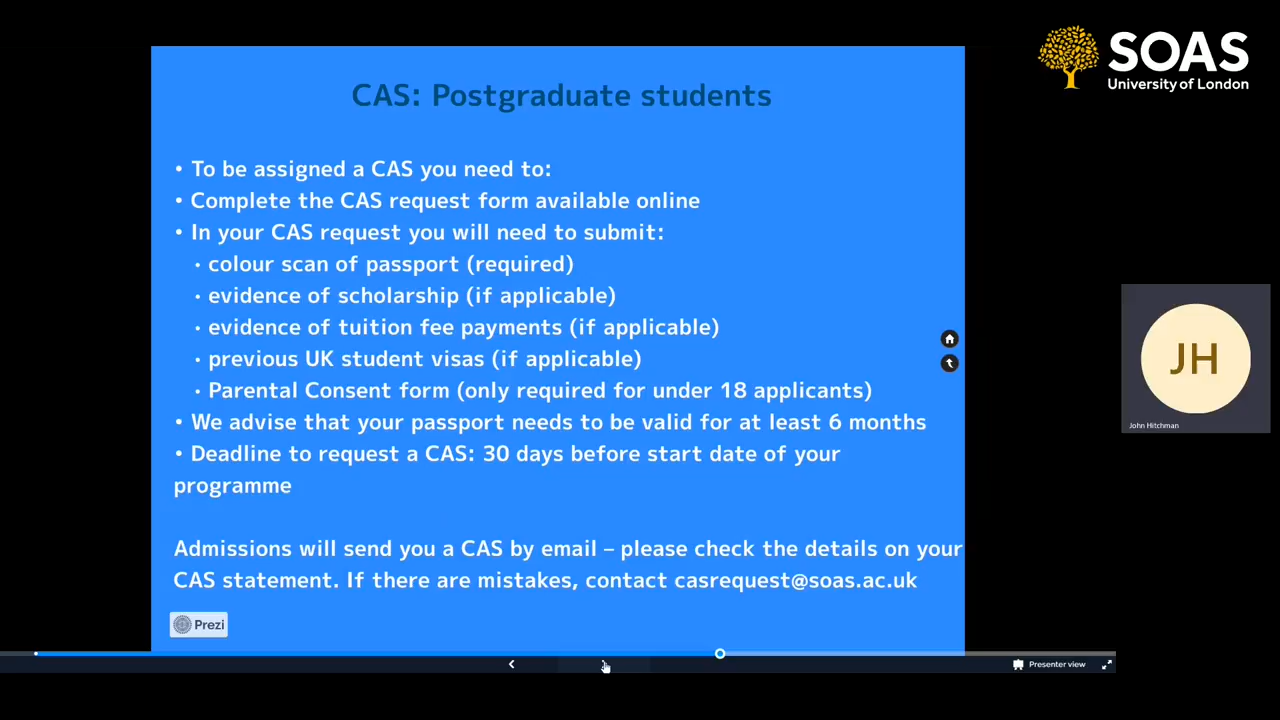 SOAS
University of London
CAS: Postgraduate students
• To be assigned a CAS you need to:
• Complete the CAS request form available online
• In your CAS request you will need to submit:
• colour scan of passport (required)
• evidence of scholarship (if applicable)
• evidence of tuition fee payments (if applicable)
• previous UK student visas (if applicable)
• Parental Consent form (only required for under 18 applicants)
• We advise that your passport needs to be valid for at least 6 months
• Deadline to request a CAS: 30 days before start date of your
programme
Admissions will send you a CAS by email – please check the details on your
CAS statement. If there are mistakes, contact casrequest@soas.ac.uk
Prezi
JH
John Hitchman
Presenter view